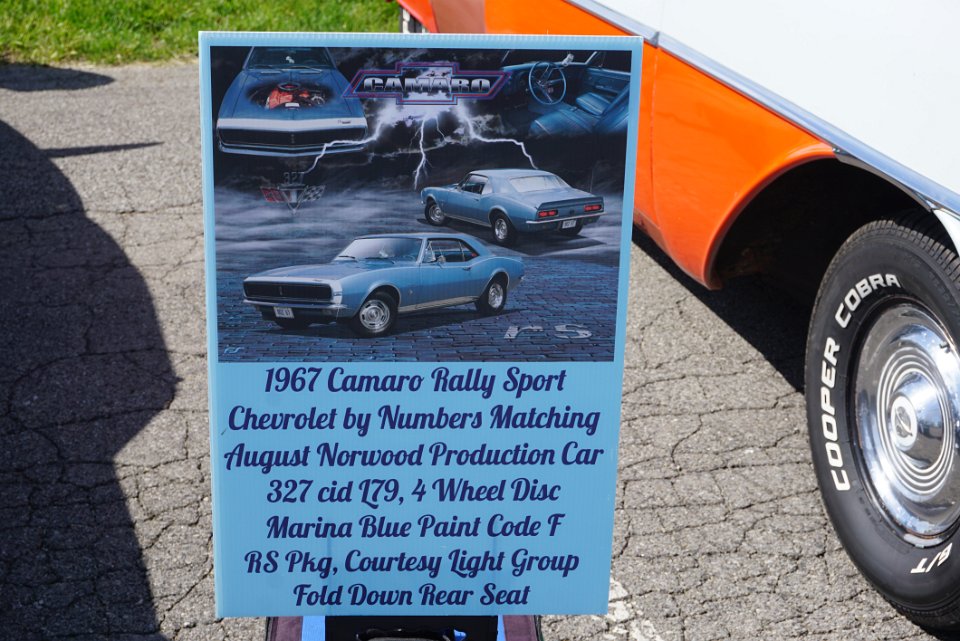 CAMARO
327
rs
1967 Camaro Rally Sport
Chevrolet by Numbers Matching
August Norwood Production Car
327 cid L79, 4 Wheel Disc
Marina Blue Paint Code F
RS Pkg, Courtesy Light Group
Fold Down Rear Seat
COOPER COBRA
G/T